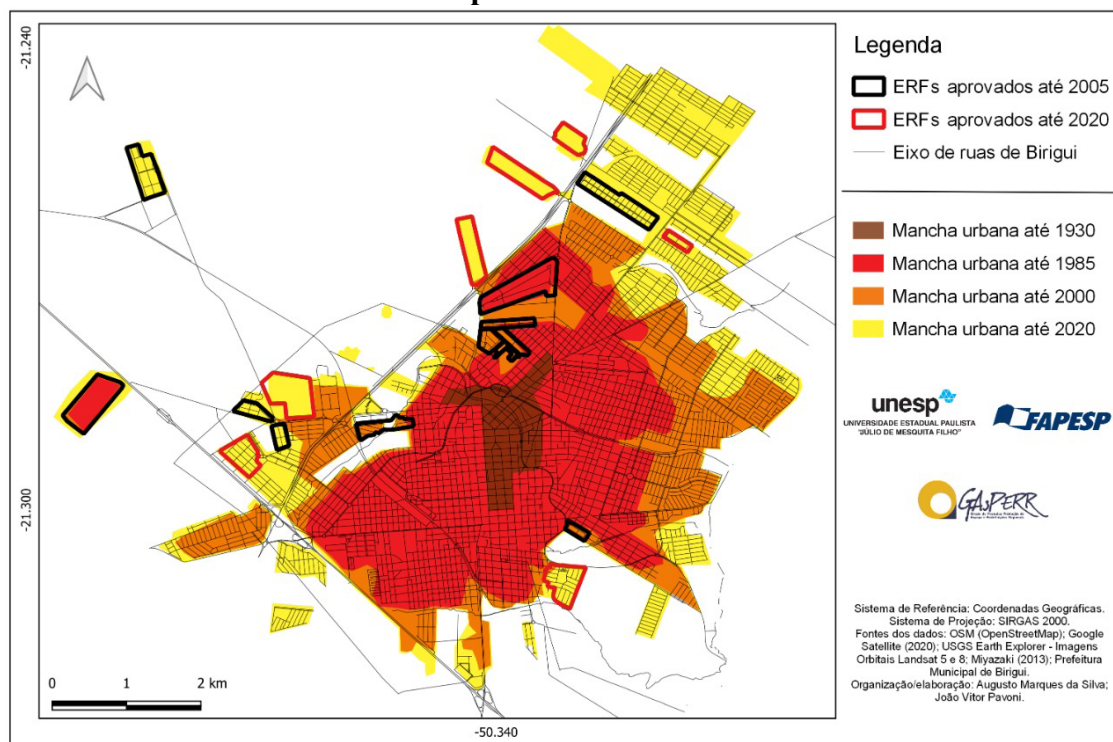 -21.240
-21.300
-50.340
0 1 2 km
Legenda
ERFs aprovados até 2005
ERFs aprovados até 2020
Eixo de ruas de Birigui
Mancha urbana até 1930
Mancha urbana até 1985
Mancha urbana até 2000
Mancha urbana até 2020
unesp
UNIVERSIDADE ESTADUAL PAULISTA
"JÚLIO DE MESQUITA FILHO"
FAPESP
GAsPERR
Sistema de Referência: Coordenadas Geográficas.
Sistema de Projeção: SIRGAS 2000.
Fontes dos dados: OSM (OpenStreetMap); Google
Satellite (2020); USGS Earth Explorer - Imagens
Orbitais Landsat 5 e 8; Miyazaki (2013); Prefeitura
Municipal de Birigui.
Organização/elaboração: Augusto Marques da Silva;
João Vitor Pavoni.